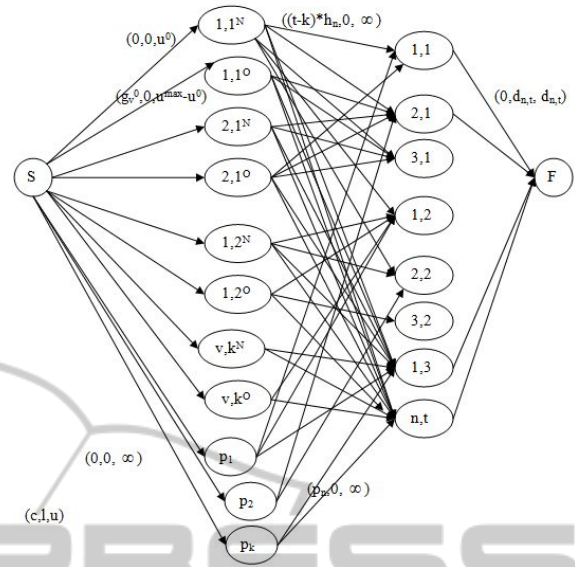 ((t-k)*hₙ,0, ∞)
1,1ᴺ
(0,0,u⁰)
1,1
1,1ᴼ
(gᵥ⁰,0,uᵐᵃˣ-u⁰)
(0,dₙ,ₜ, dₙ,ₜ)
2,1ᴺ
2,1
3,1
S
2,1ᴼ
F
1,2
1,2ᴺ
2,2
1,2ᴼ
3,2
v,kᴺ
1,3
v,kᴼ
n,t
p₁
(0,0, ∞)
(pₙ,0, ∞)
p₂
(c,l,u)
pₖ
PRESS